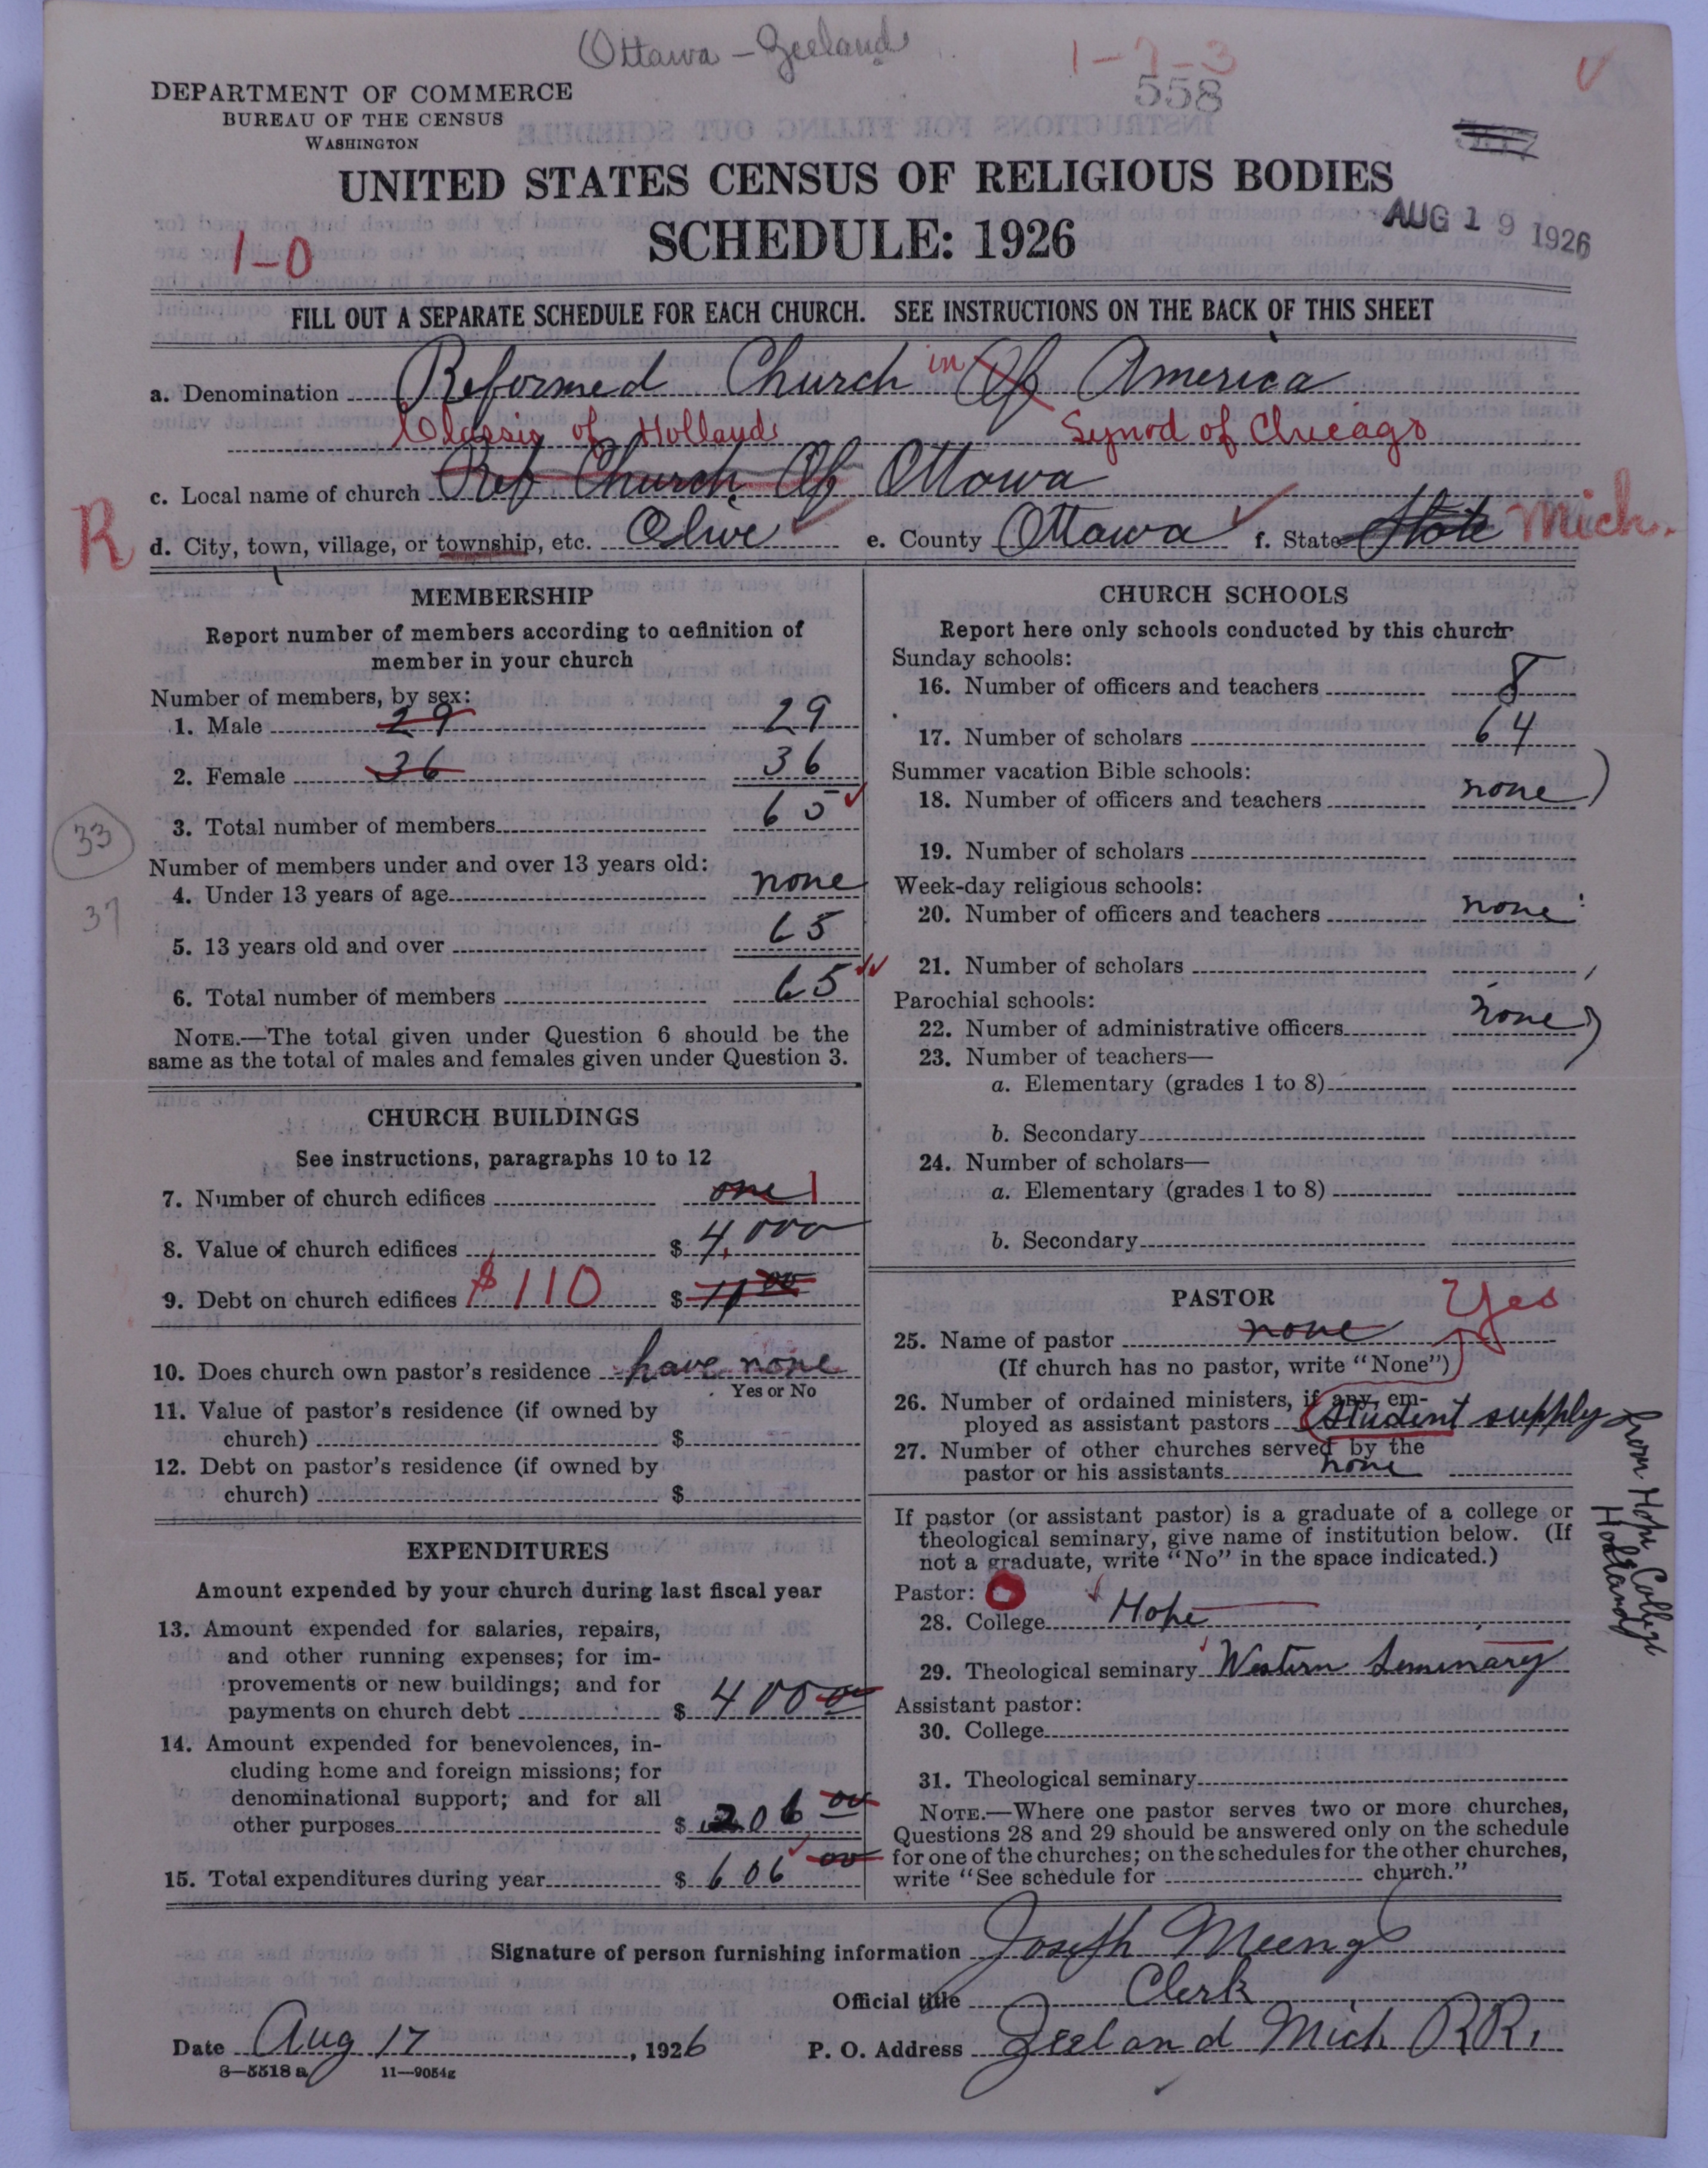 Ottawa - Zeeland
1-7-3
558
DEPARTMENT OF COMMERCE
BUREAU OF THE CENSUS
WASHINGTON
UNITED STATES CENSUS OF RELIGIOUS BODIES
SCHEDULE: 1926
AUG 19 1926
1-0
FILL OUT A SEPARATE SCHEDULE FOR EACH CHURCH. SEE INSTRUCTIONS ON THE BACK OF THIS SHEET
a. Denomination Reformed Church in Of America
Classis of Holland Synod of Chicago
c. Local name of church Ref Church Of Ottowa
R
d. City, town, village, or township, etc. Olive e. County Ottawa f. State State Mich.
MEMBERSHIP
Report number of members according to definition of
member in your church
Number of members, by sex:
1. Male 29 29
2. Female 36 36
3. Total number of members 65
33
Number of members under and over 13 years old:
4. Under 13 years of age none
37
5. 13 years old and over 65
6. Total number of members 65
NOTE.—The total given under Question 6 should be the
same as the total of males and females given under Question 3.
CHURCH BUILDINGS
See instructions, paragraphs 10 to 12
7. Number of church edifices one 1
8. Value of church edifices $ 4,000
9. Debt on church edifices $110 $ 11000
10. Does church own pastor's residence have none
Yes or No
11. Value of pastor's residence (if owned by
church) $
12. Debt on pastor's residence (if owned by
church) $
EXPENDITURES
Amount expended by your church during last fiscal year
13. Amount expended for salaries, repairs,
and other running expenses; for im-
provements or new buildings; and for
payments on church debt $ 400 00
14. Amount expended for benevolences, in-
cluding home and foreign missions; for
denominational support; and for all
other purposes $ 206 00
15. Total expenditures during year $ 606 00
CHURCH SCHOOLS
Report here only schools conducted by this church
Sunday schools:
16. Number of officers and teachers 8
17. Number of scholars 64
Summer vacation Bible schools:
18. Number of officers and teachers none
19. Number of scholars
Week-day religious schools:
20. Number of officers and teachers none
21. Number of scholars
Parochial schools:
22. Number of administrative officers none
23. Number of teachers—
a. Elementary (grades 1 to 8)
b. Secondary
24. Number of scholars—
a. Elementary (grades 1 to 8)
b. Secondary
PASTOR
25. Name of pastor none Yes
(If church has no pastor, write "None")
26. Number of ordained ministers, if any, em-
ployed as assistant pastors Student supply
from Hope College
Holland
27. Number of other churches served by the
pastor or his assistants none
If pastor (or assistant pastor) is a graduate of a college or
theological seminary, give name of institution below. (If
not a graduate, write "No" in the space indicated.)
Pastor:
28. College Hope
29. Theological seminary Western Seminary
Assistant pastor:
30. College
31. Theological seminary
NOTE.—Where one pastor serves two or more churches,
Questions 28 and 29 should be answered only on the schedule
for one of the churches; on the schedules for the other churches,
write "See schedule for church."
Signature of person furnishing information Joseth Meengs
Official title Clerk
Date Aug 17, 1926 P. O. Address Zeeland Mich RR1
8—5518 a 11—9054g